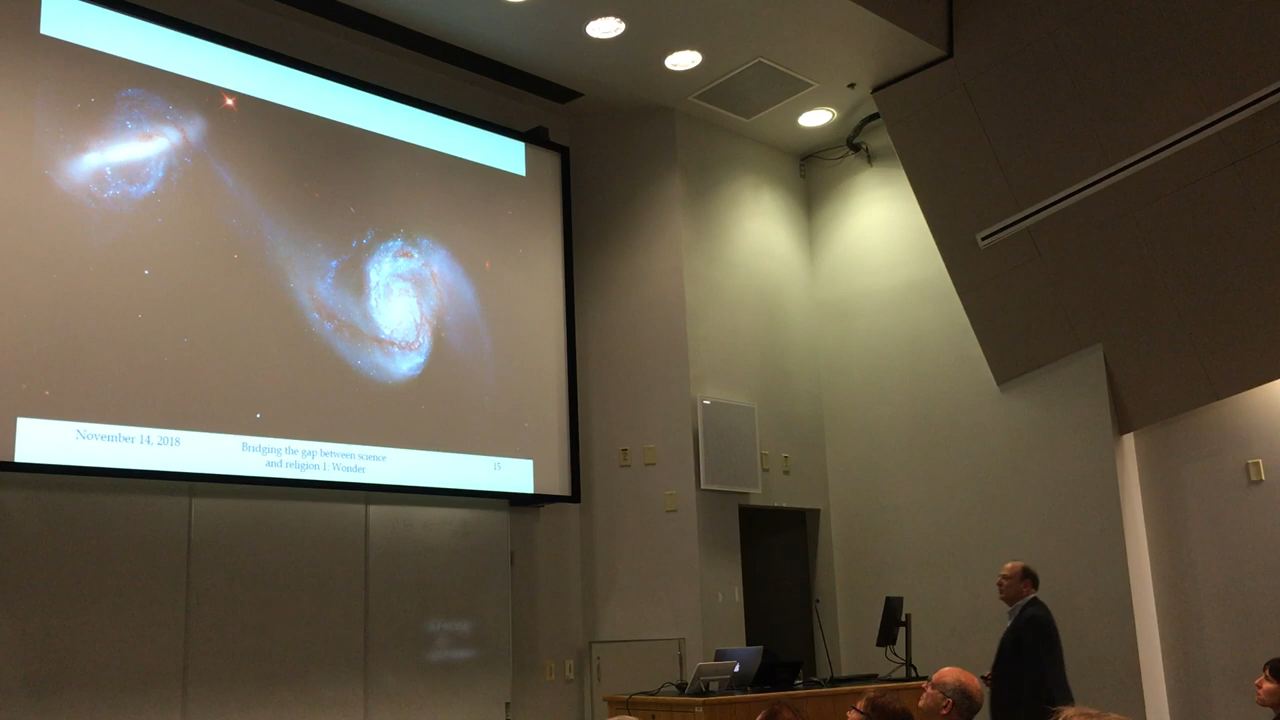 November 14, 2018
Bridging the gap between science
and religion 1: Wonder
15